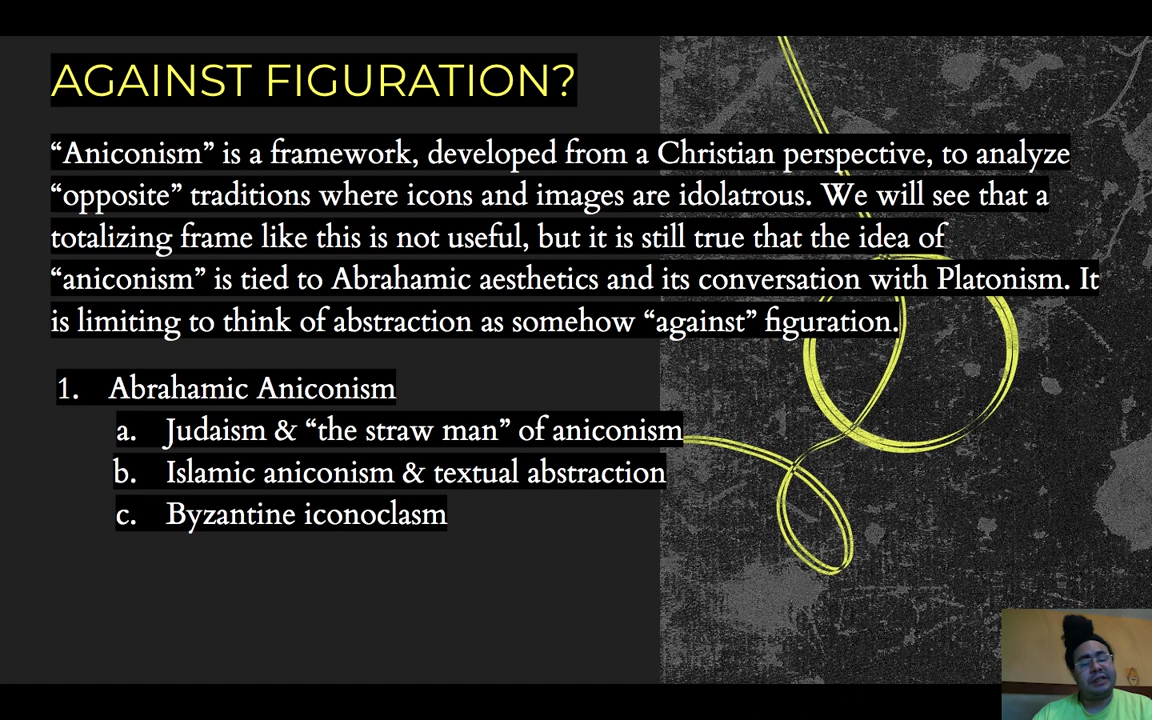 AGAINST FIGURATION?
“Aniconism” is a framework, developed from a Christian perspective, to analyze
“opposite” traditions where icons and images are idolatrous. We will see that a
totalizing frame like this is not useful, but it is still true that the idea of
“aniconism” is tied to Abrahamic aesthetics and its conversation with Platonism. It
is limiting to think of abstraction as somehow “against” figuration.
1. Abrahamic Aniconism
a. Judaism & “the straw man” of aniconism
b. Islamic aniconism & textual abstraction
c. Byzantine iconoclasm